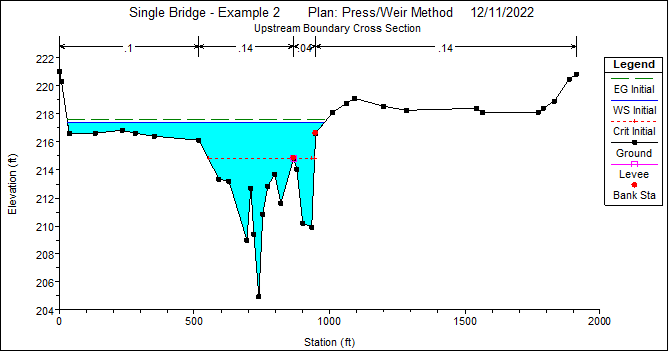 Single Bridge - Example 2 Plan: Press/Weir Method 12/11/2022
Upstream Boundary Cross Section
.1 .14 .04 .14
222
220
218
216
214
212
210
208
206
204
0 500 1000 1500 2000
Elevation (ft)
Station (ft)
Legend
EG Initial
WS Initial
Crit Initial
Ground
Levee
Bank Sta